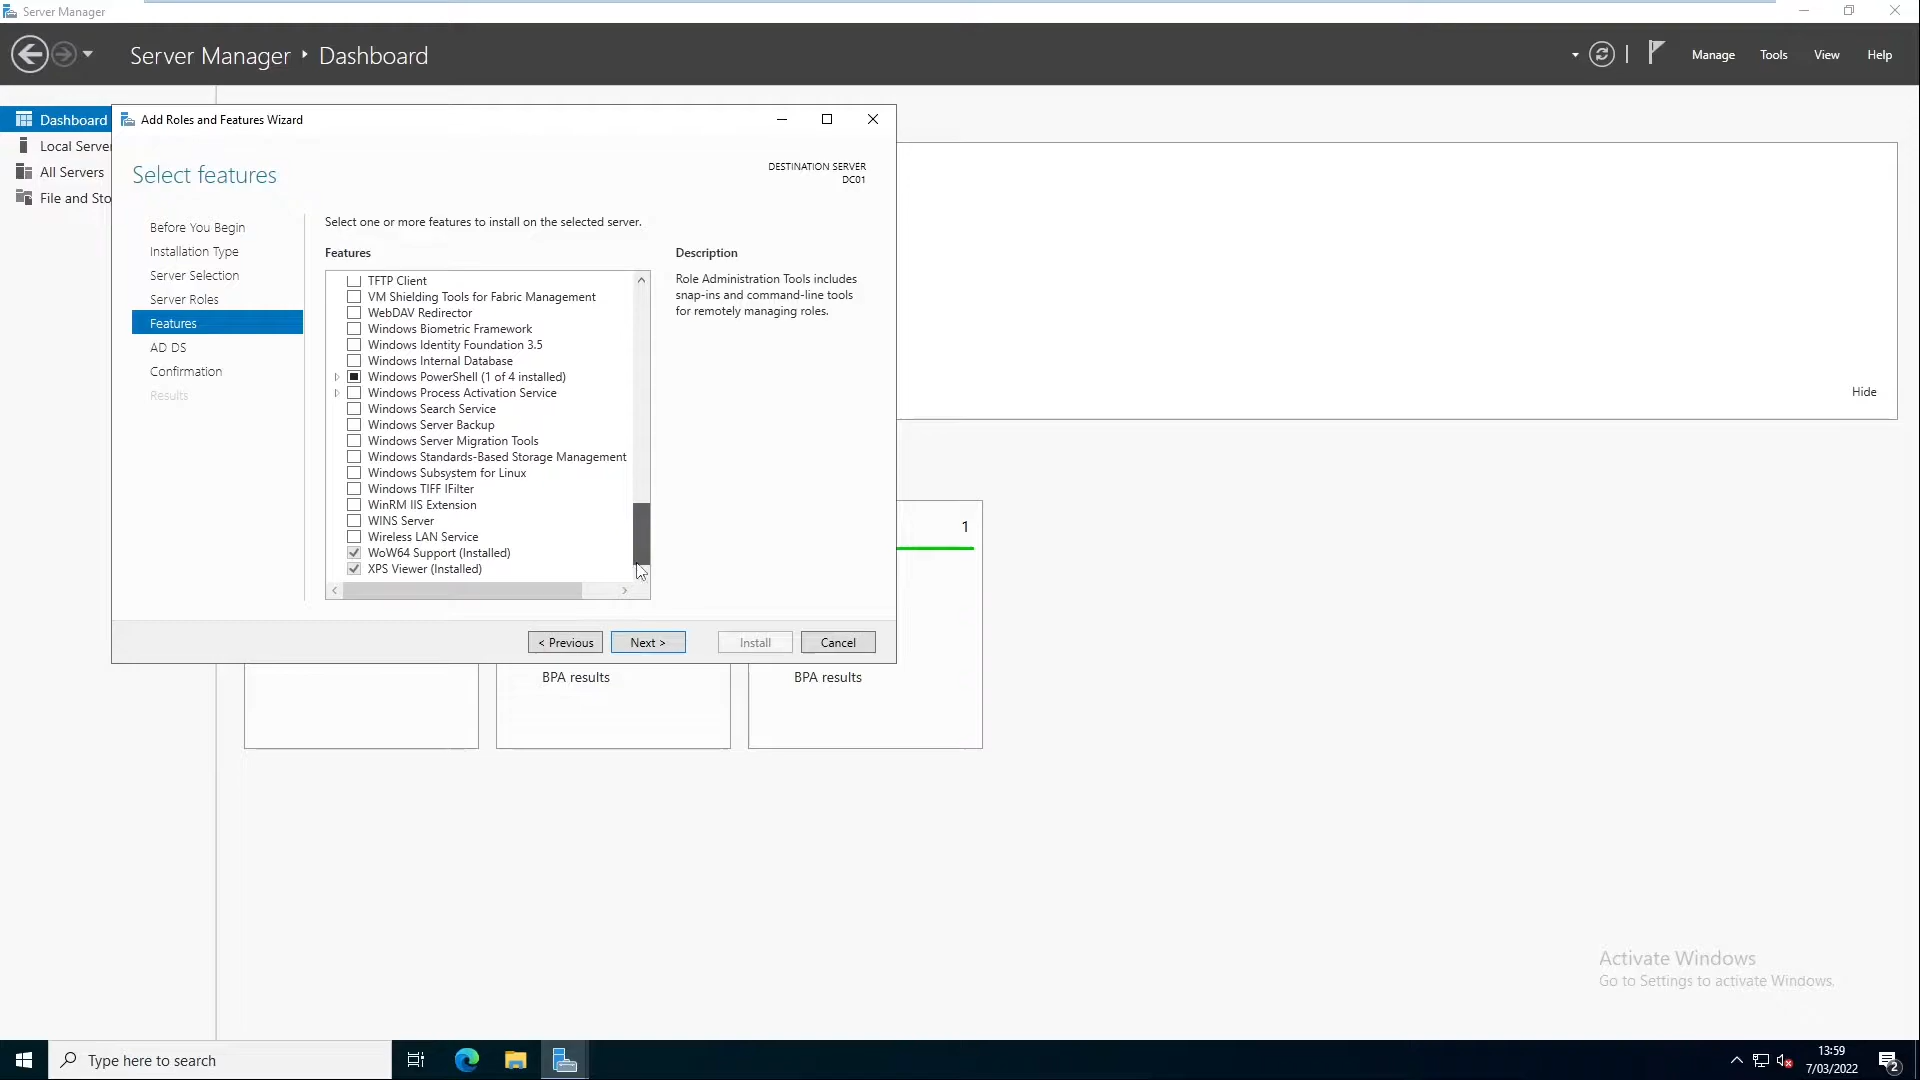 Server Manager
Server Manager
Dashboard
Manage
Tools
View
Help
Dashboard
Local Server
All Servers
File and Sto
Add Roles and Features Wizard
Select features
DESTINATION SERVER
DC01
Before You Begin
Installation Type
Server Selection
Server Roles
Features
AD DS
Confirmation
Results
Select one or more features to install on the selected server.
Features
TFTP Client
VM Shielding Tools for Fabric Management
WebDAV Redirector
Windows Biometric Framework
Windows Identity Foundation 3.5
Windows Internal Database
Windows PowerShell (1 of 4 installed)
Windows Process Activation Service
Windows Search Service
Windows Server Backup
Windows Server Migration Tools
Windows Standards-Based Storage Management
Windows Subsystem for Linux
Windows TIFF IFilter
WinRM IIS Extension
WINS Server
Wireless LAN Service
WoW64 Support (Installed)
XPS Viewer (Installed)
Description
Role Administration Tools includes
snap-ins and command-line tools
for remotely managing roles.
< Previous
Next >
Install
Cancel
Hide
1
BPA results
BPA results
Activate Windows
Go to Settings to activate Windows.
Type here to search
13:59
7/03/2022
2